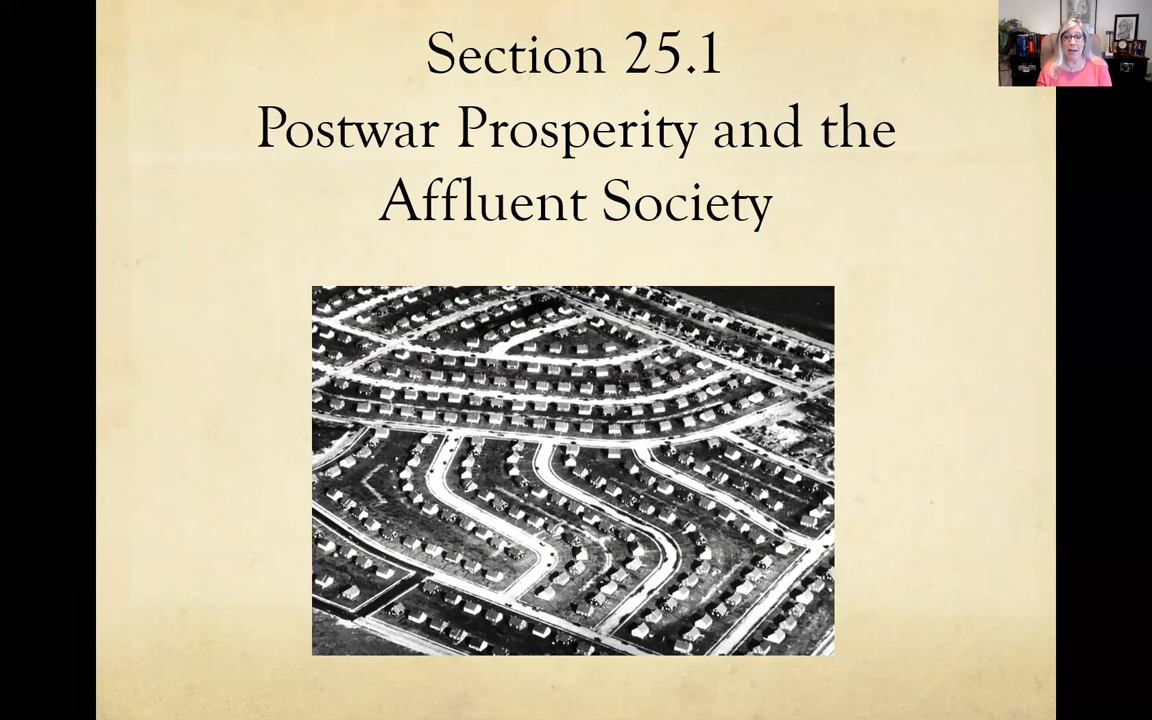 Section 25.1
Postwar Prosperity and the
Affluent Society